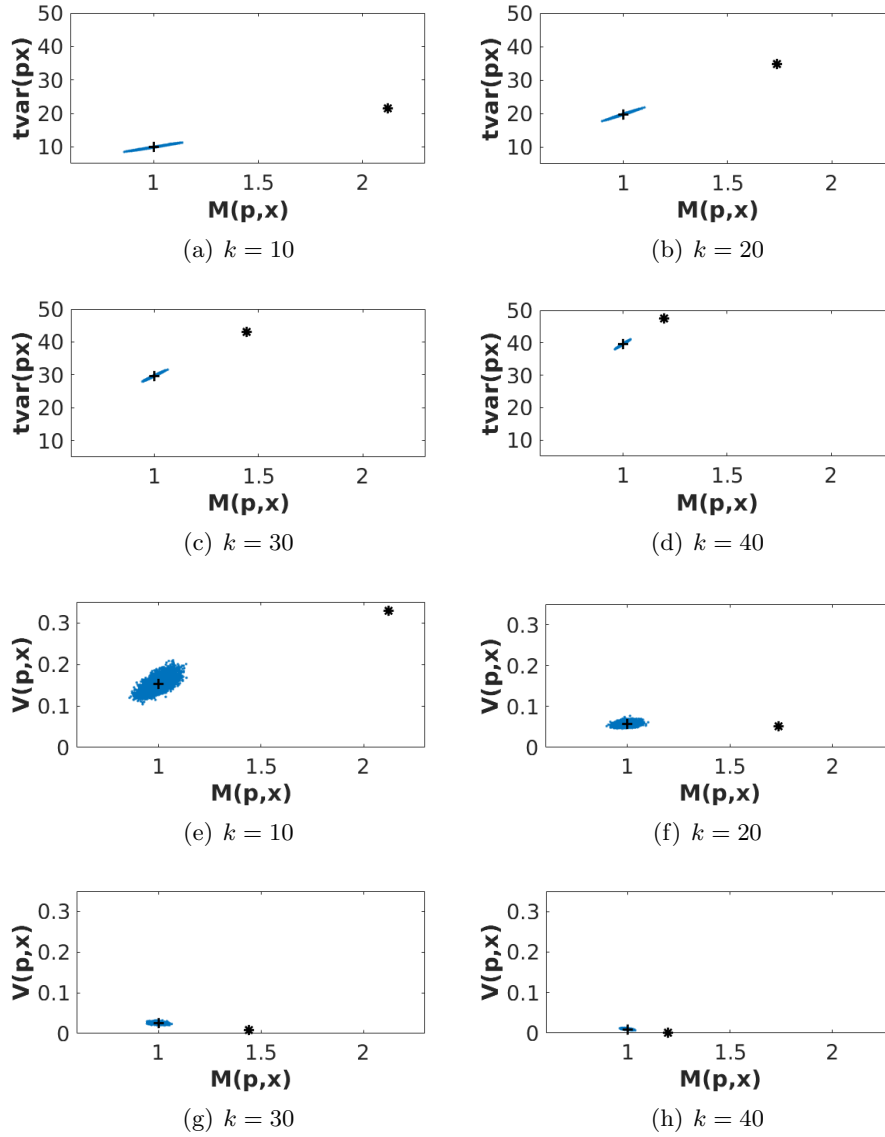 50
40
30
20
10
tvar(px)
1
1.5
2
M(p,x)
(a) k = 10
50
40
30
20
10
tvar(px)
1
1.5
2
M(p,x)
(b) k = 20
50
40
30
20
10
tvar(px)
1
1.5
2
M(p,x)
(c) k = 30
50
40
30
20
10
tvar(px)
1
1.5
2
M(p,x)
(d) k = 40
0.3
0.2
0.1
0
V(p,x)
1
1.5
2
M(p,x)
(e) k = 10
0.3
0.2
0.1
0
V(p,x)
1
1.5
2
M(p,x)
(f) k = 20
0.3
0.2
0.1
0
V(p,x)
1
1.5
2
M(p,x)
(g) k = 30
0.3
0.2
0.1
0
V(p,x)
1
1.5
2
M(p,x)
(h) k = 40